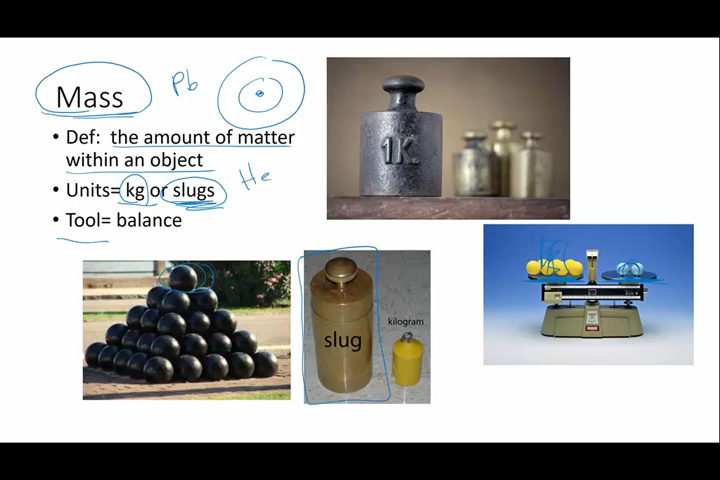 Mass
Pb
• Def: the amount of matter
within an object
• Units= kg or slugs
He
• Tool= balance
1K
slug
kilogram